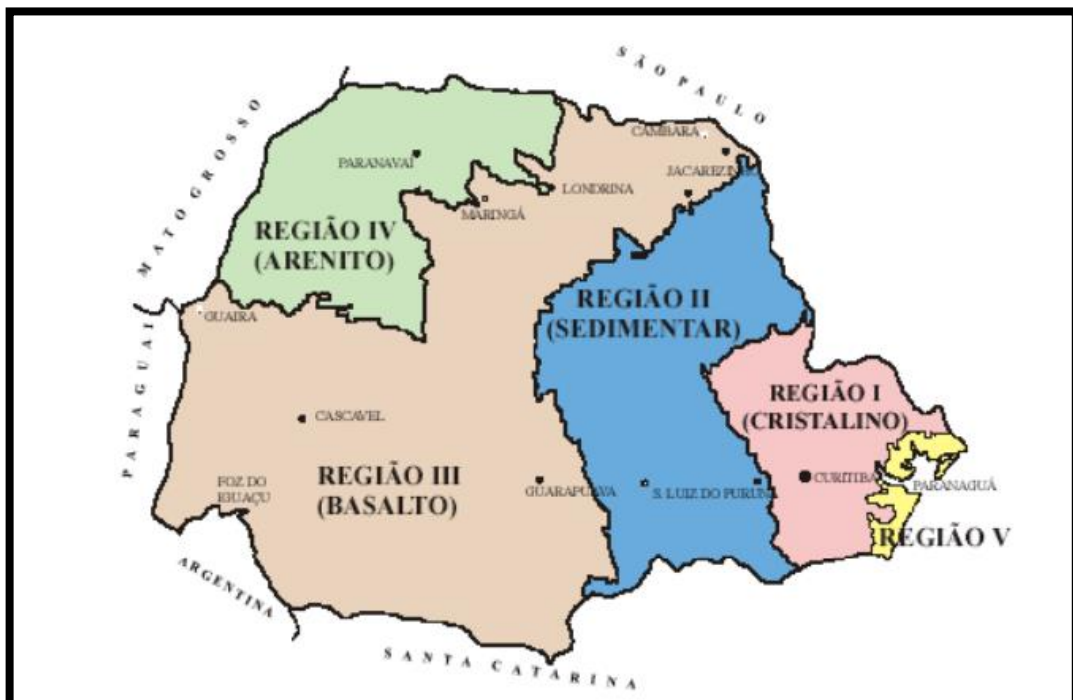 SÃO PAULO
MATO GROSSO
CAMBARÁ
PARANAVAÍ
JACAREZINHO
LONDRINA
MARINGÁ
REGIÃO IV
(ARENITO)
REGIÃO II
(SEDIMENTAR)
GUAIRA
PARAGUAI
REGIÃO I
(CRISTALINO)
CASCAVEL
REGIÃO III
(BASALTO)
FOZ DO
IGUAÇU
GUARAPUAVA
S. LUIZ DO PURUNÃ
CURITIBA
PARANAGUÁ
REGIÃO V
ARGENTINA
SANTA CATARINA